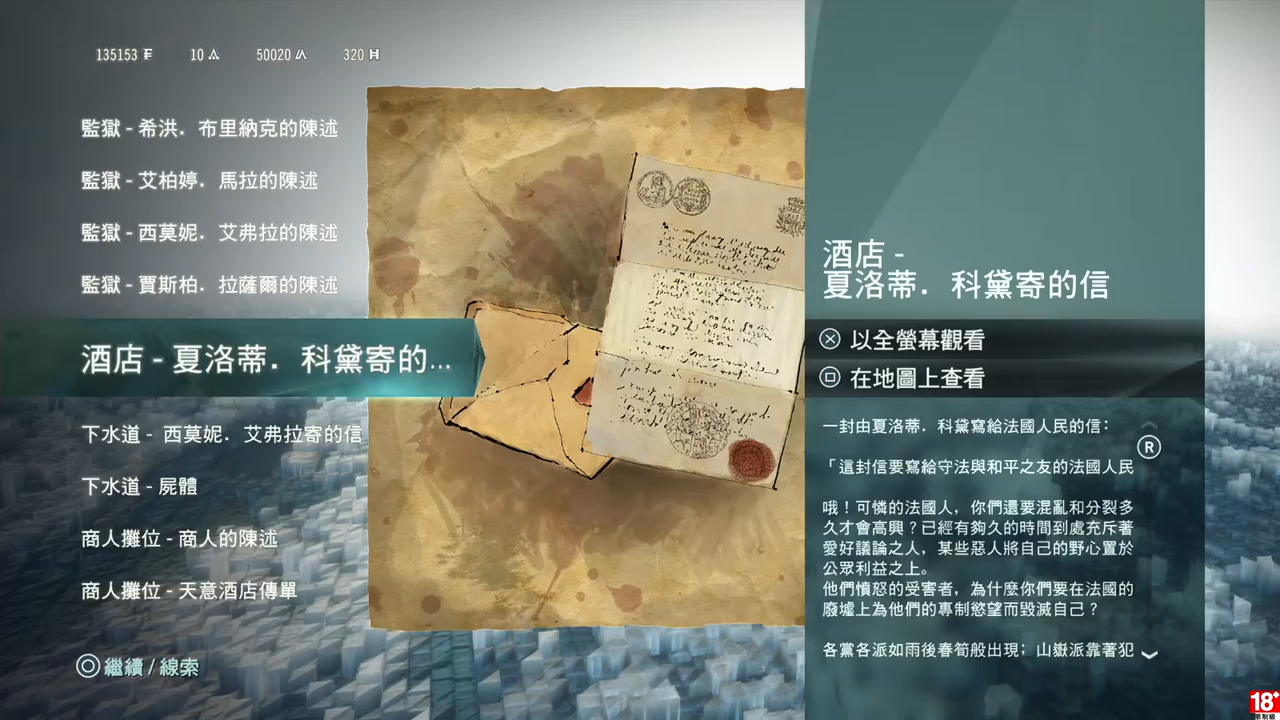 135153
10
50020
320
監獄 - 希洪．布里納克的陳述
監獄 - 艾柏婷．馬拉的陳述
監獄 - 西莫妮．艾弗拉的陳述
監獄 - 賈斯柏．拉薩爾的陳述
酒店 - 夏洛蒂．科黛寄的...
下水道 - 西莫妮．艾弗拉寄的信
下水道 - 屍體
商人攤位 - 商人的陳述
商人攤位 - 天意酒店傳單
繼續 / 線索
酒店 -
夏洛蒂．科黛寄的信
以全螢幕觀看
在地圖上查看
一封由夏洛蒂．科黛寫給法國人民的信：
R
「這封信要寫給守法與和平之友的法國人民
哦！可憐的法國人，你們還要混亂和分裂多
久才會高興？已經有夠久的時間到處充斥著
愛好議論之人，某些惡人將自己的野心置於
公眾利益之上。
他們憤怒的受害者，為什麼你們要在法國的
廢墟上為他們的專制慾望而毀滅自己？
各黨各派如雨後春筍般出現；山嶽派靠著犯
18+
限制級